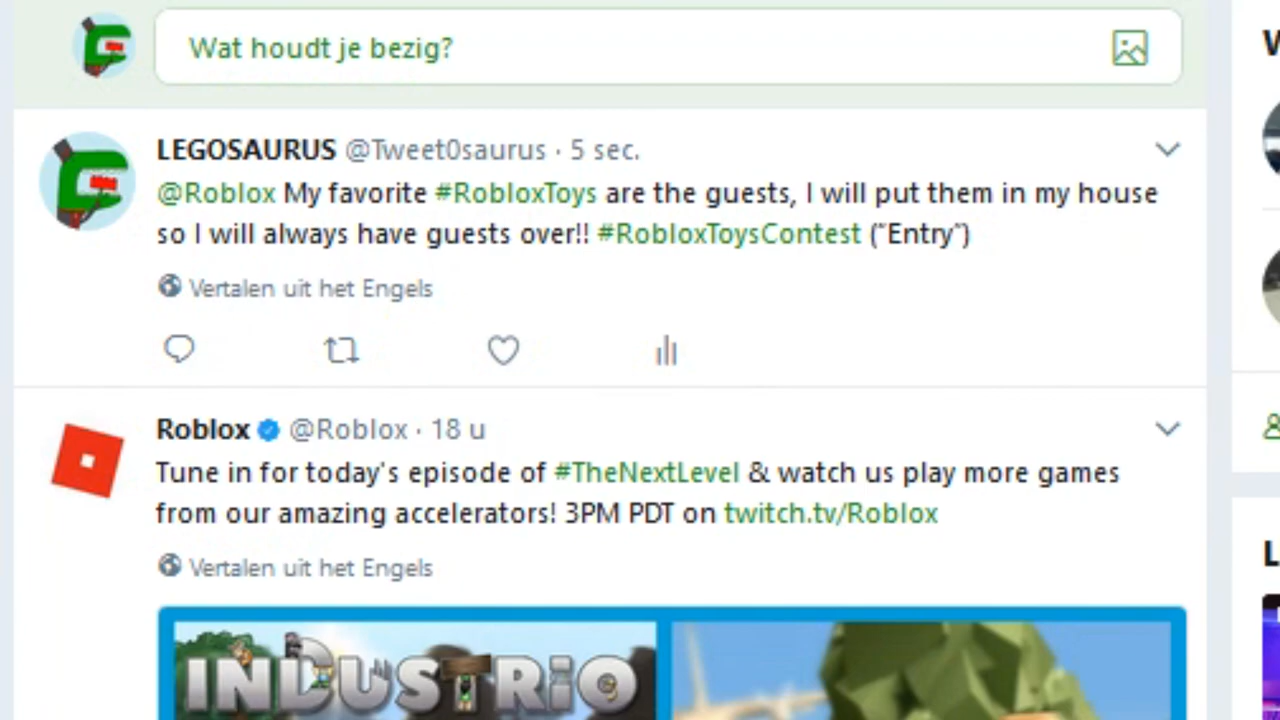 Wat houdt je bezig?
LEGOSAURUS @Tweet0saurus · 5 sec.
@Roblox My favorite #RobloxToys are the guests, I will put them in my house
so I will always have guests over!! #RobloxToysContest ("Entry")
Vertalen uit het Engels
Roblox @Roblox · 18 u
Tune in for today's episode of #TheNextLevel & watch us play more games
from our amazing accelerators! 3PM PDT on twitch.tv/Roblox
Vertalen uit het Engels
INDUSTRiO